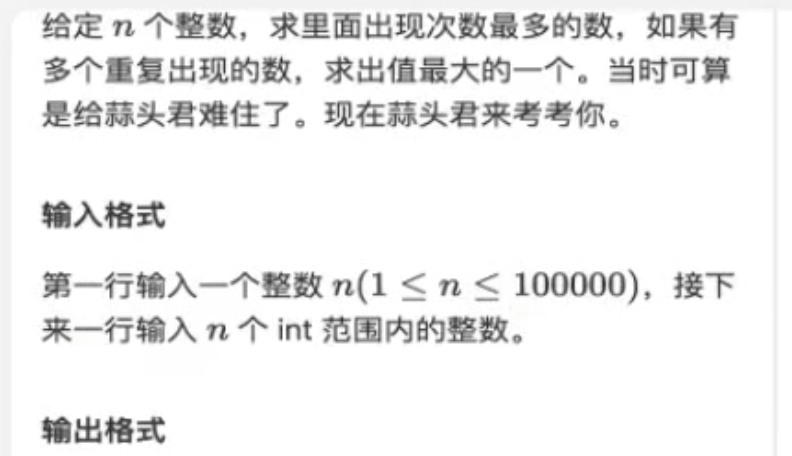 给定 n 个整数，求里面出现次数最多的数，如果有
多个重复出现的数，求出值最大的一个。当时可算
是给蒜头君难住了。现在蒜头君来考考你。
输入格式
第一行输入一个整数 n(1 ≤ n ≤ 100000)，接下
来一行输入 n 个 int 范围内的整数。
输出格式